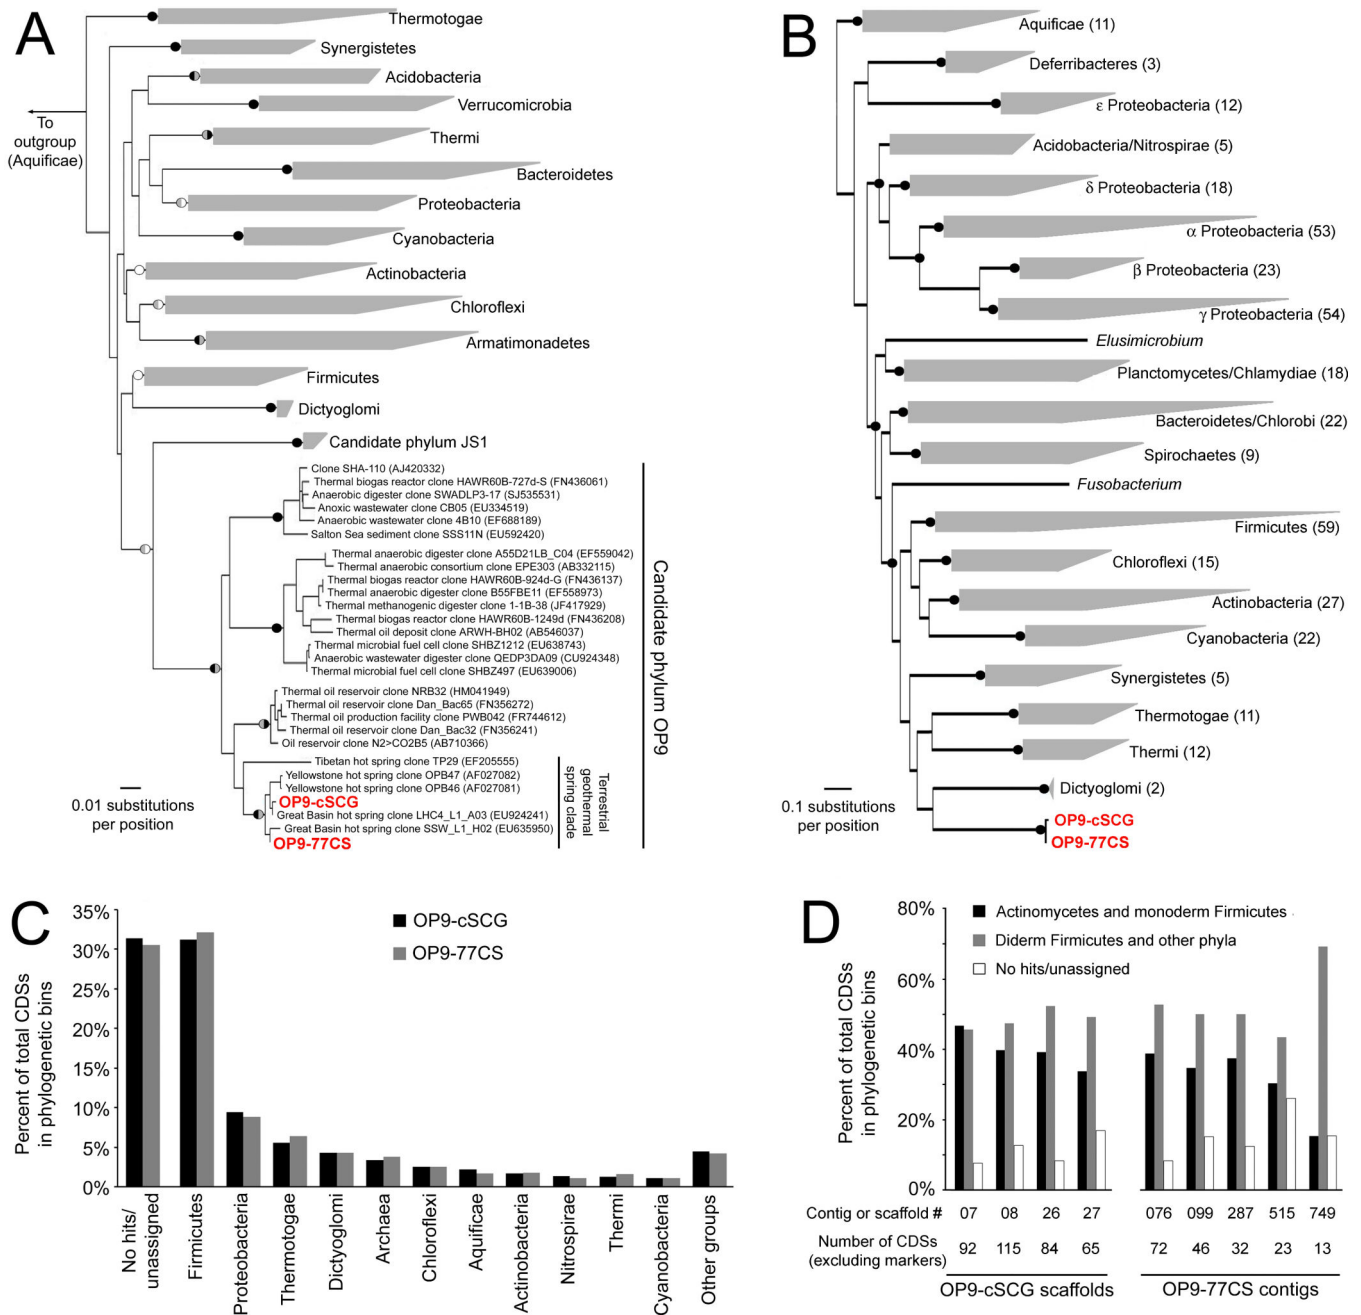 A
Thermotogae
Synergistetes
Acidobacteria
Verrucomicrobia
To
outgroup
(Aquificae)
Thermi
Bacteroidetes
Proteobacteria
Cyanobacteria
Actinobacteria
Chloroflexi
Armatimonadetes
Firmicutes
Dictyoglomi
Candidate phylum JS1
Clone SHA-110 (AJ420332)
Thermal biogas reactor clone HAWR60B-727d-S (FN436061)
Anaerobic digester clone SWADLP3-17 (SJ535531)
Anoxic wastewater clone CB05 (EU334519)
Anaerobic wastewater clone 4B10 (EF688189)
Salton Sea sediment clone SSS11N (EU592420)
Thermal anaerobic digester clone A55D21LB_C04 (EF559042)
Thermal anaerobic consortium clone EPE303 (AB332115)
Thermal biogas reactor clone HAWR60B-924d-G (FN436137)
Thermal anaerobic digester clone B55FBE11 (EF558973)
Thermal methanogenic digester clone 1-1B-38 (JF417929)
Thermal biogas reactor clone HAWR60B-1249d (FN436208)
Thermal oil deposit clone ARWH-BH02 (AB546037)
Thermal microbial fuel cell clone SHBZ1212 (EU638743)
Anaerobic wastewater digester clone QEDP3DA09 (CU924348)
Thermal microbial fuel cell clone SHBZ497 (EU639006)
Thermal oil reservoir clone NRB32 (HM041949)
Thermal oil reservoir clone Dan_Bac65 (FN356272)
Thermal oil production facility clone PWB042 (FR744612)
Thermal oil reservoir clone Dan_Bac32 (FN356241)
Oil reservoir clone N2>CO2B5 (AB710366)
Tibetan hot spring clone TP29 (EF205555)
Yellowstone hot spring clone OPB47 (AF027082)
Yellowstone hot spring clone OPB46 (AF027081)
OP9-cSCG
Great Basin hot spring clone LHC4_L1_A03 (EU924241)
Great Basin hot spring clone SSW_L1_H02 (EU635950)
OP9-77CS
Terrestrial
geothermal
spring clade
Candidate phylum OP9
0.01 substitutions
per position
B
Aquificae (11)
Deferribacteres (3)
ε Proteobacteria (12)
Acidobacteria/Nitrospirae (5)
δ Proteobacteria (18)
α Proteobacteria (53)
β Proteobacteria (23)
γ Proteobacteria (54)
Elusimicrobium
Planctomycetes/Chlamydiae (18)
Bacteroidetes/Chlorobi (22)
Spirochaetes (9)
Fusobacterium
Firmicutes (59)
Chloroflexi (15)
Actinobacteria (27)
Cyanobacteria (22)
Synergistetes (5)
Thermotogae (11)
Thermi (12)
Dictyoglomi (2)
OP9-cSCG
OP9-77CS
0.1 substitutions
per position
C
Percent of total CDSs
in phylogenetic bins
35%
30%
25%
20%
15%
10%
5%
0%
OP9-cSCG
OP9-77CS
No hits/
unassigned
Firmicutes
Proteobacteria
Thermotogae
Dictyoglomi
Archaea
Chloroflexi
Aquificae
Actinobacteria
Nitrospirae
Thermi
Cyanobacteria
Other groups
D
Percent of total CDSs
in phylogenetic bins
80%
60%
40%
20%
0%
Actinomycetes and monoderm Firmicutes
Diderm Firmicutes and other phyla
No hits/unassigned
Contig or scaffold # 07 08 26 27 076 099 287 515 749
Number of CDSs
(excluding markers) 92 115 84 65 72 46 32 23 13
OP9-cSCG scaffolds OP9-77CS contigs